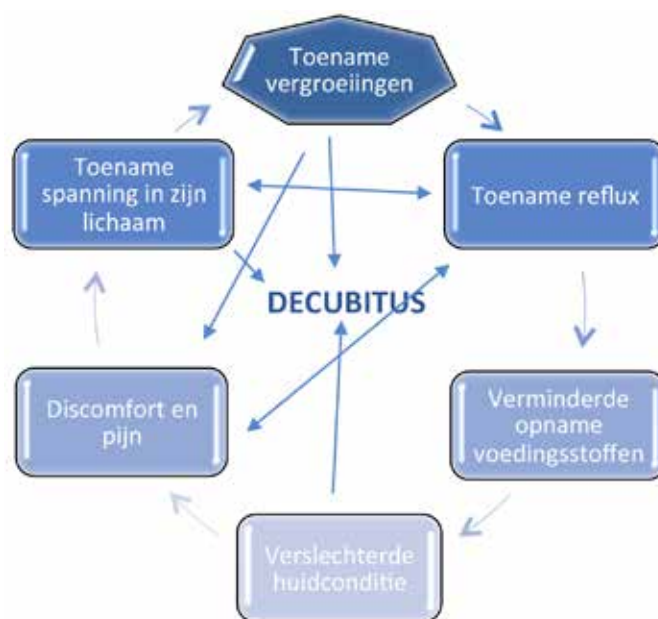 Toename
vergroeiingen
Toename
spanning in zijn
lichaam
Toename reflux
DECUBITUS
Discomfort en
pijn
Verminderde
opname
voedingsstoffen
Verslechterde
huidconditie